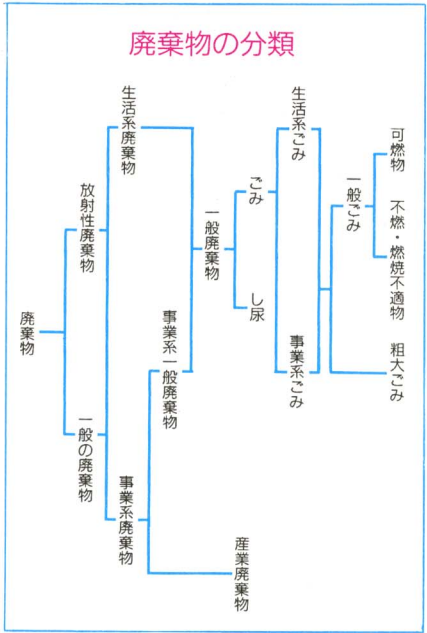 廃棄物の分類
廃棄物
放射性廃棄物
一般の廃棄物
生活系廃棄物
事業系廃棄物
事業系一般廃棄物
一般廃棄物
産業廃棄物
ごみ
し尿
生活系ごみ
事業系ごみ
一般ごみ
可燃物
不燃・燃焼不適物
粗大ごみ